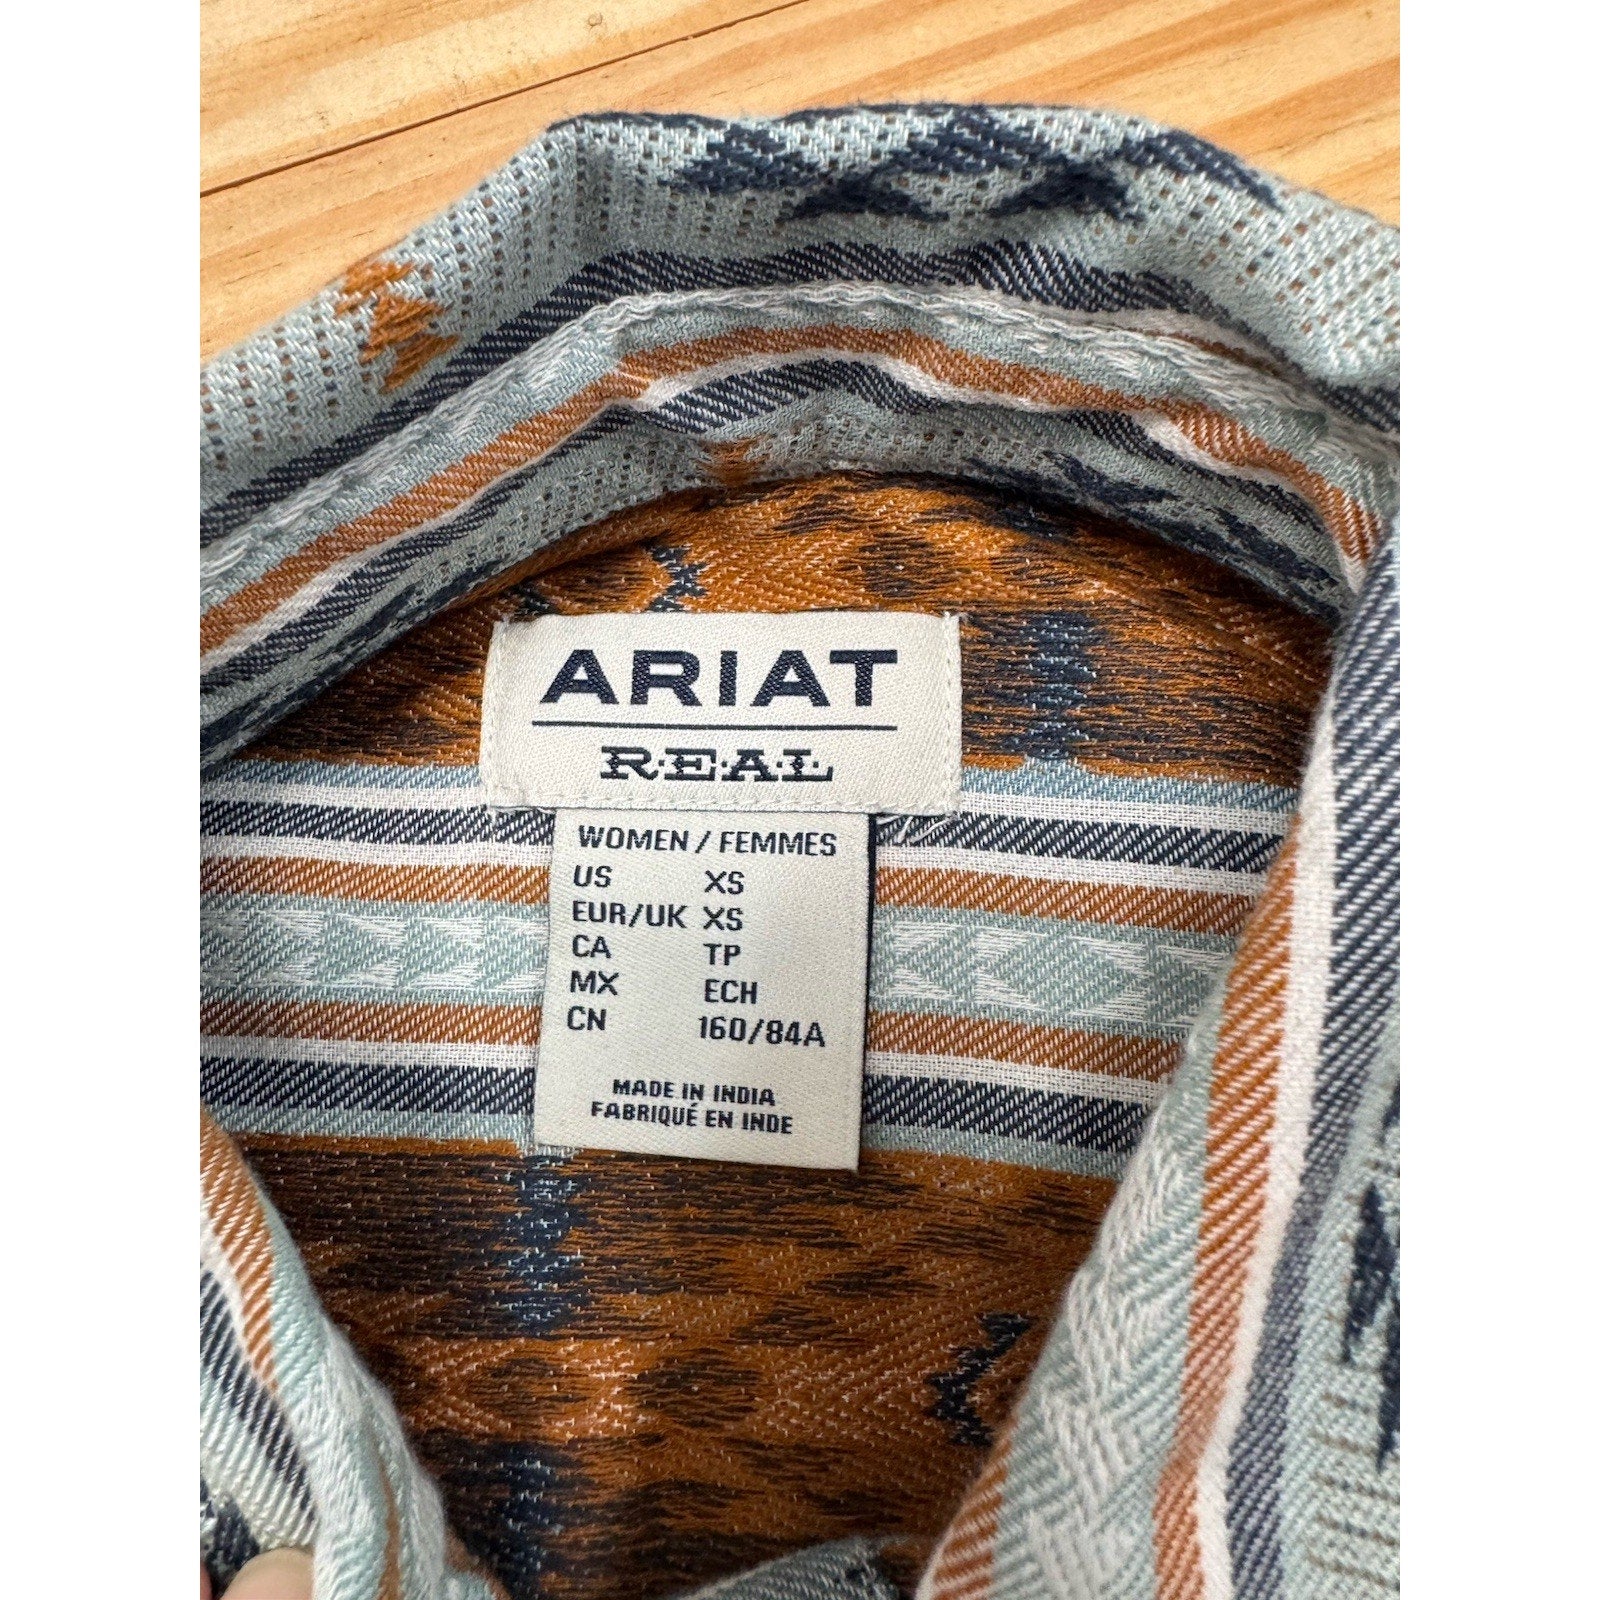 ARIAT
R·E·A·L·
WOMEN / FEMMES
US XS
EUR/UK XS
CA TP
MX ECH
CN 160/84A
MADE IN INDIA
FABRIQUÉ EN INDE